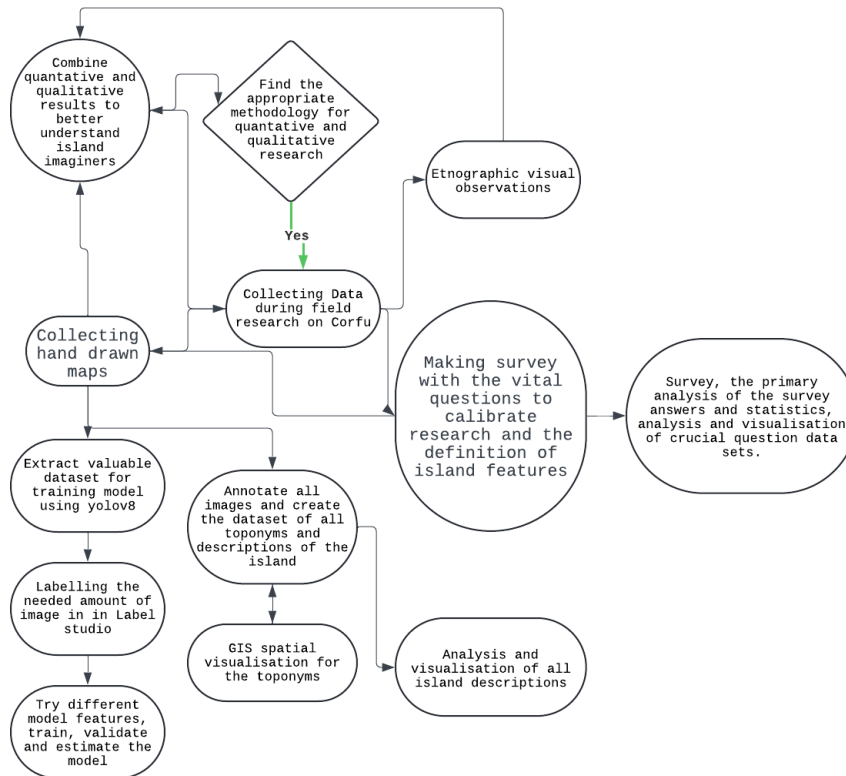 Combine
quantative and
qualitative
results to
better
understand
island
imaginers
Find the
appropriate
methodology for
quantative and
qualitative
research
Etnographic visual
observations
Yes
Collecting Data
during field
research on Corfu
Collecting
hand drawn
maps
Making survey
with the vital
questions to
calibrate
research and the
definition of
island features
Survey, the primary
analysis of the survey
answers and statistics,
analysis and visualisation
of crucial question data
sets.
Extract valuable
dataset for
training model
using yolov8
Annotate all
images and create
the dataset of all
toponyms and
descriptions of the
island
Labelling the
needed amount of
image in in Label
studio
GIS spatial
visualisation for
the toponyms
Analysis and
visualisation of all
island descriptions
Try different
model features,
train, validate
and estimate the
model